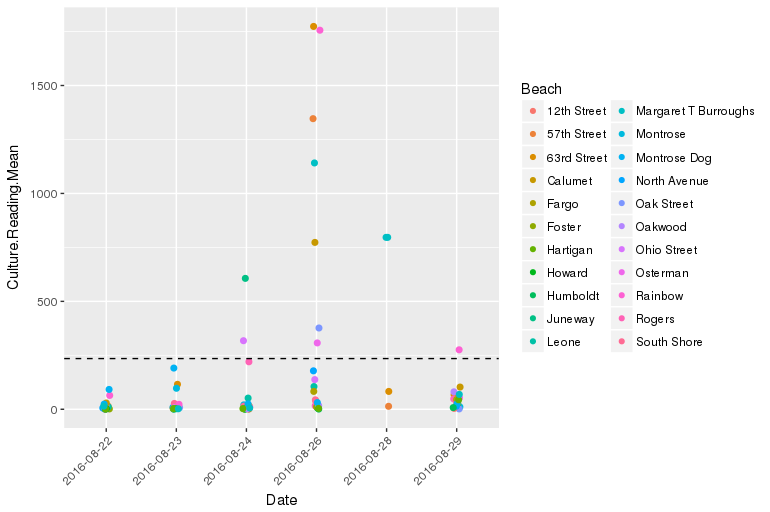 Culture.Reading.Mean
1500
1000
500
0
2016-08-22
2016-08-23
2016-08-24
2016-08-26
2016-08-28
2016-08-29
Date
Beach
12th Street
57th Street
63rd Street
Calumet
Fargo
Foster
Hartigan
Howard
Humboldt
Juneway
Leone
Margaret T Burroughs
Montrose
Montrose Dog
North Avenue
Oak Street
Oakwood
Ohio Street
Osterman
Rainbow
Rogers
South Shore